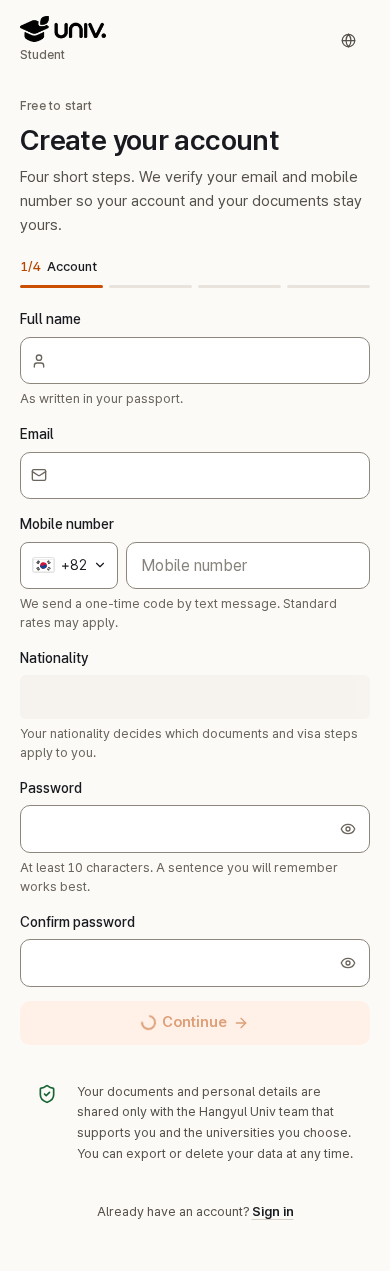 UNIV.
Student
Free to start
Create your account
Four short steps. We verify your email and mobile
number so your account and your documents stay
yours.
1/4 Account
Full name
As written in your passport.
Email
Mobile number
+82
Mobile number
We send a one-time code by text message. Standard
rates may apply.
Nationality
Your nationality decides which documents and visa steps
apply to you.
Password
At least 10 characters. A sentence you will remember
works best.
Confirm password
Continue
Your documents and personal details are
shared only with the Hangyul Univ team that
supports you and the universities you choose.
You can export or delete your data at any time.
Already have an account? Sign in